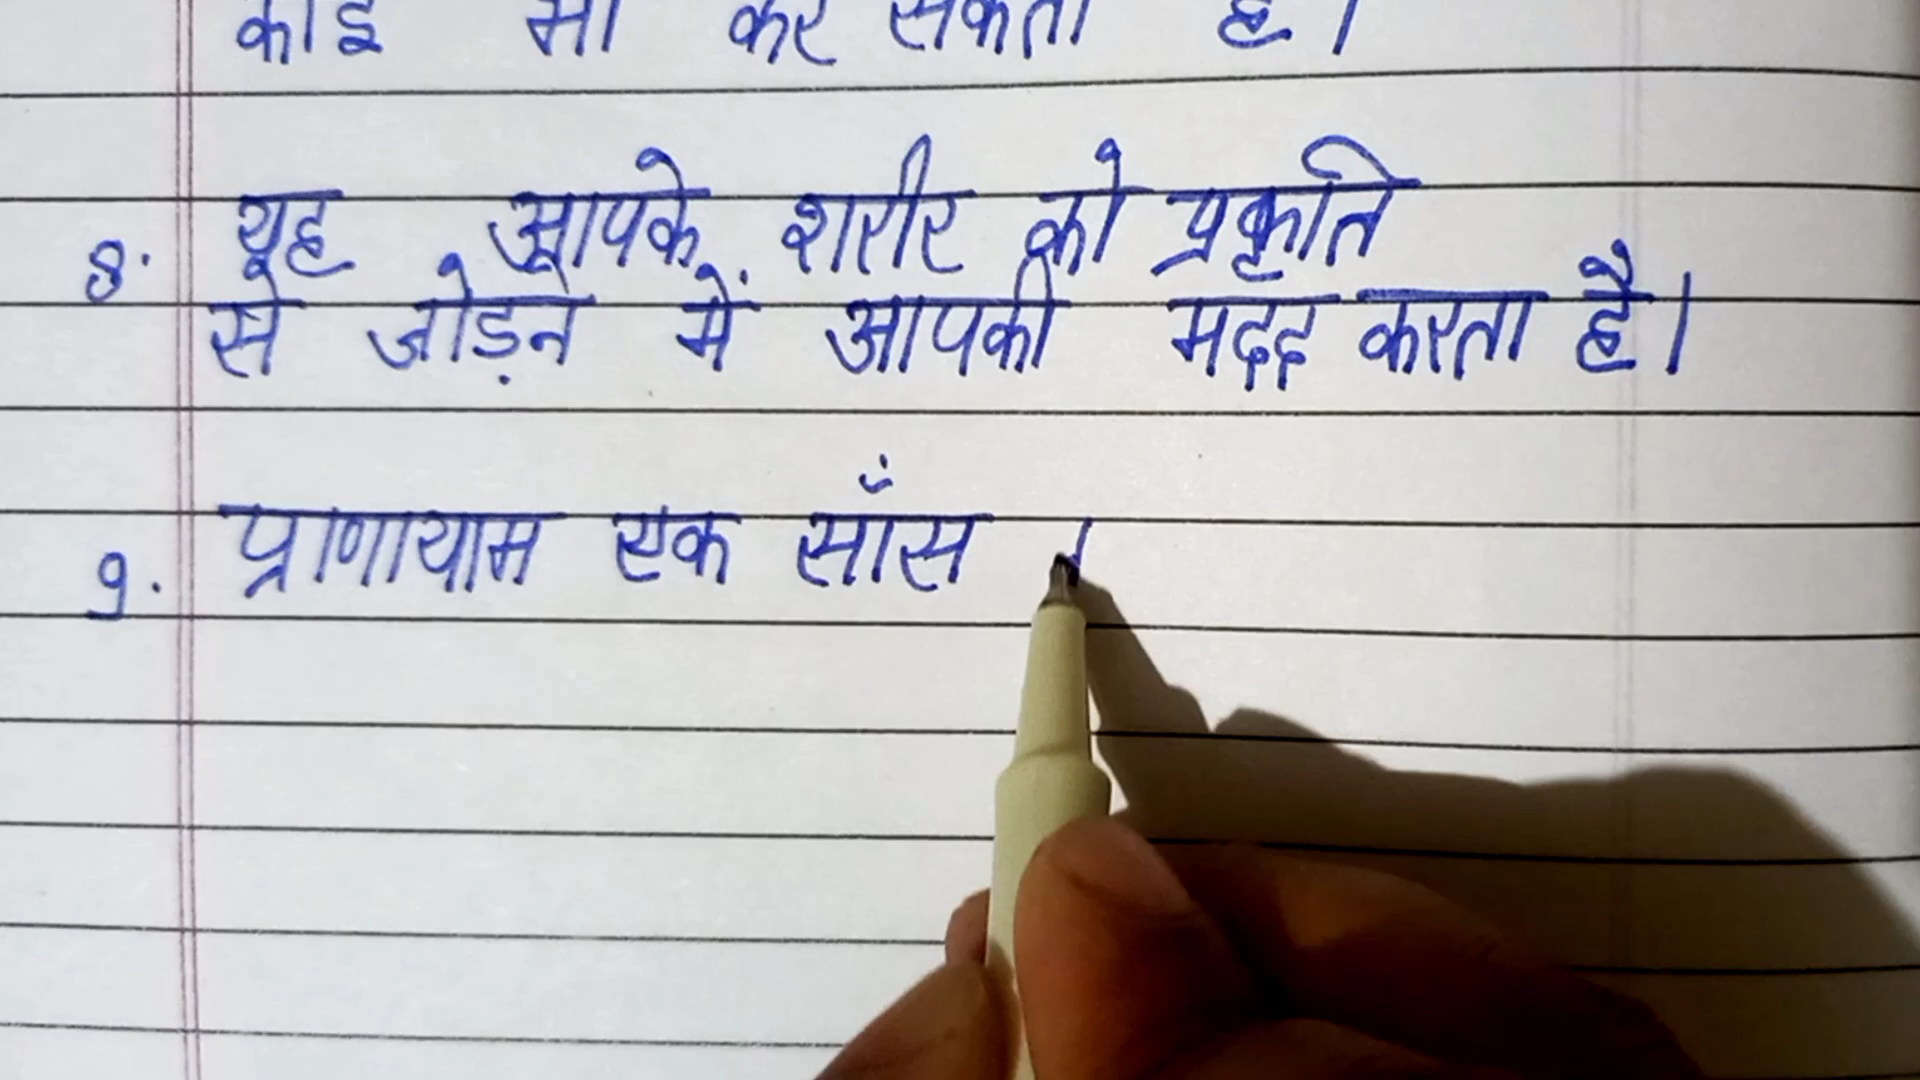 कोई भी कर सकता है।
8. यह आपके शरीर को प्रकृति
से जोड़ने में आपकी मदद करता है।
9. प्राणायाम एक साँस